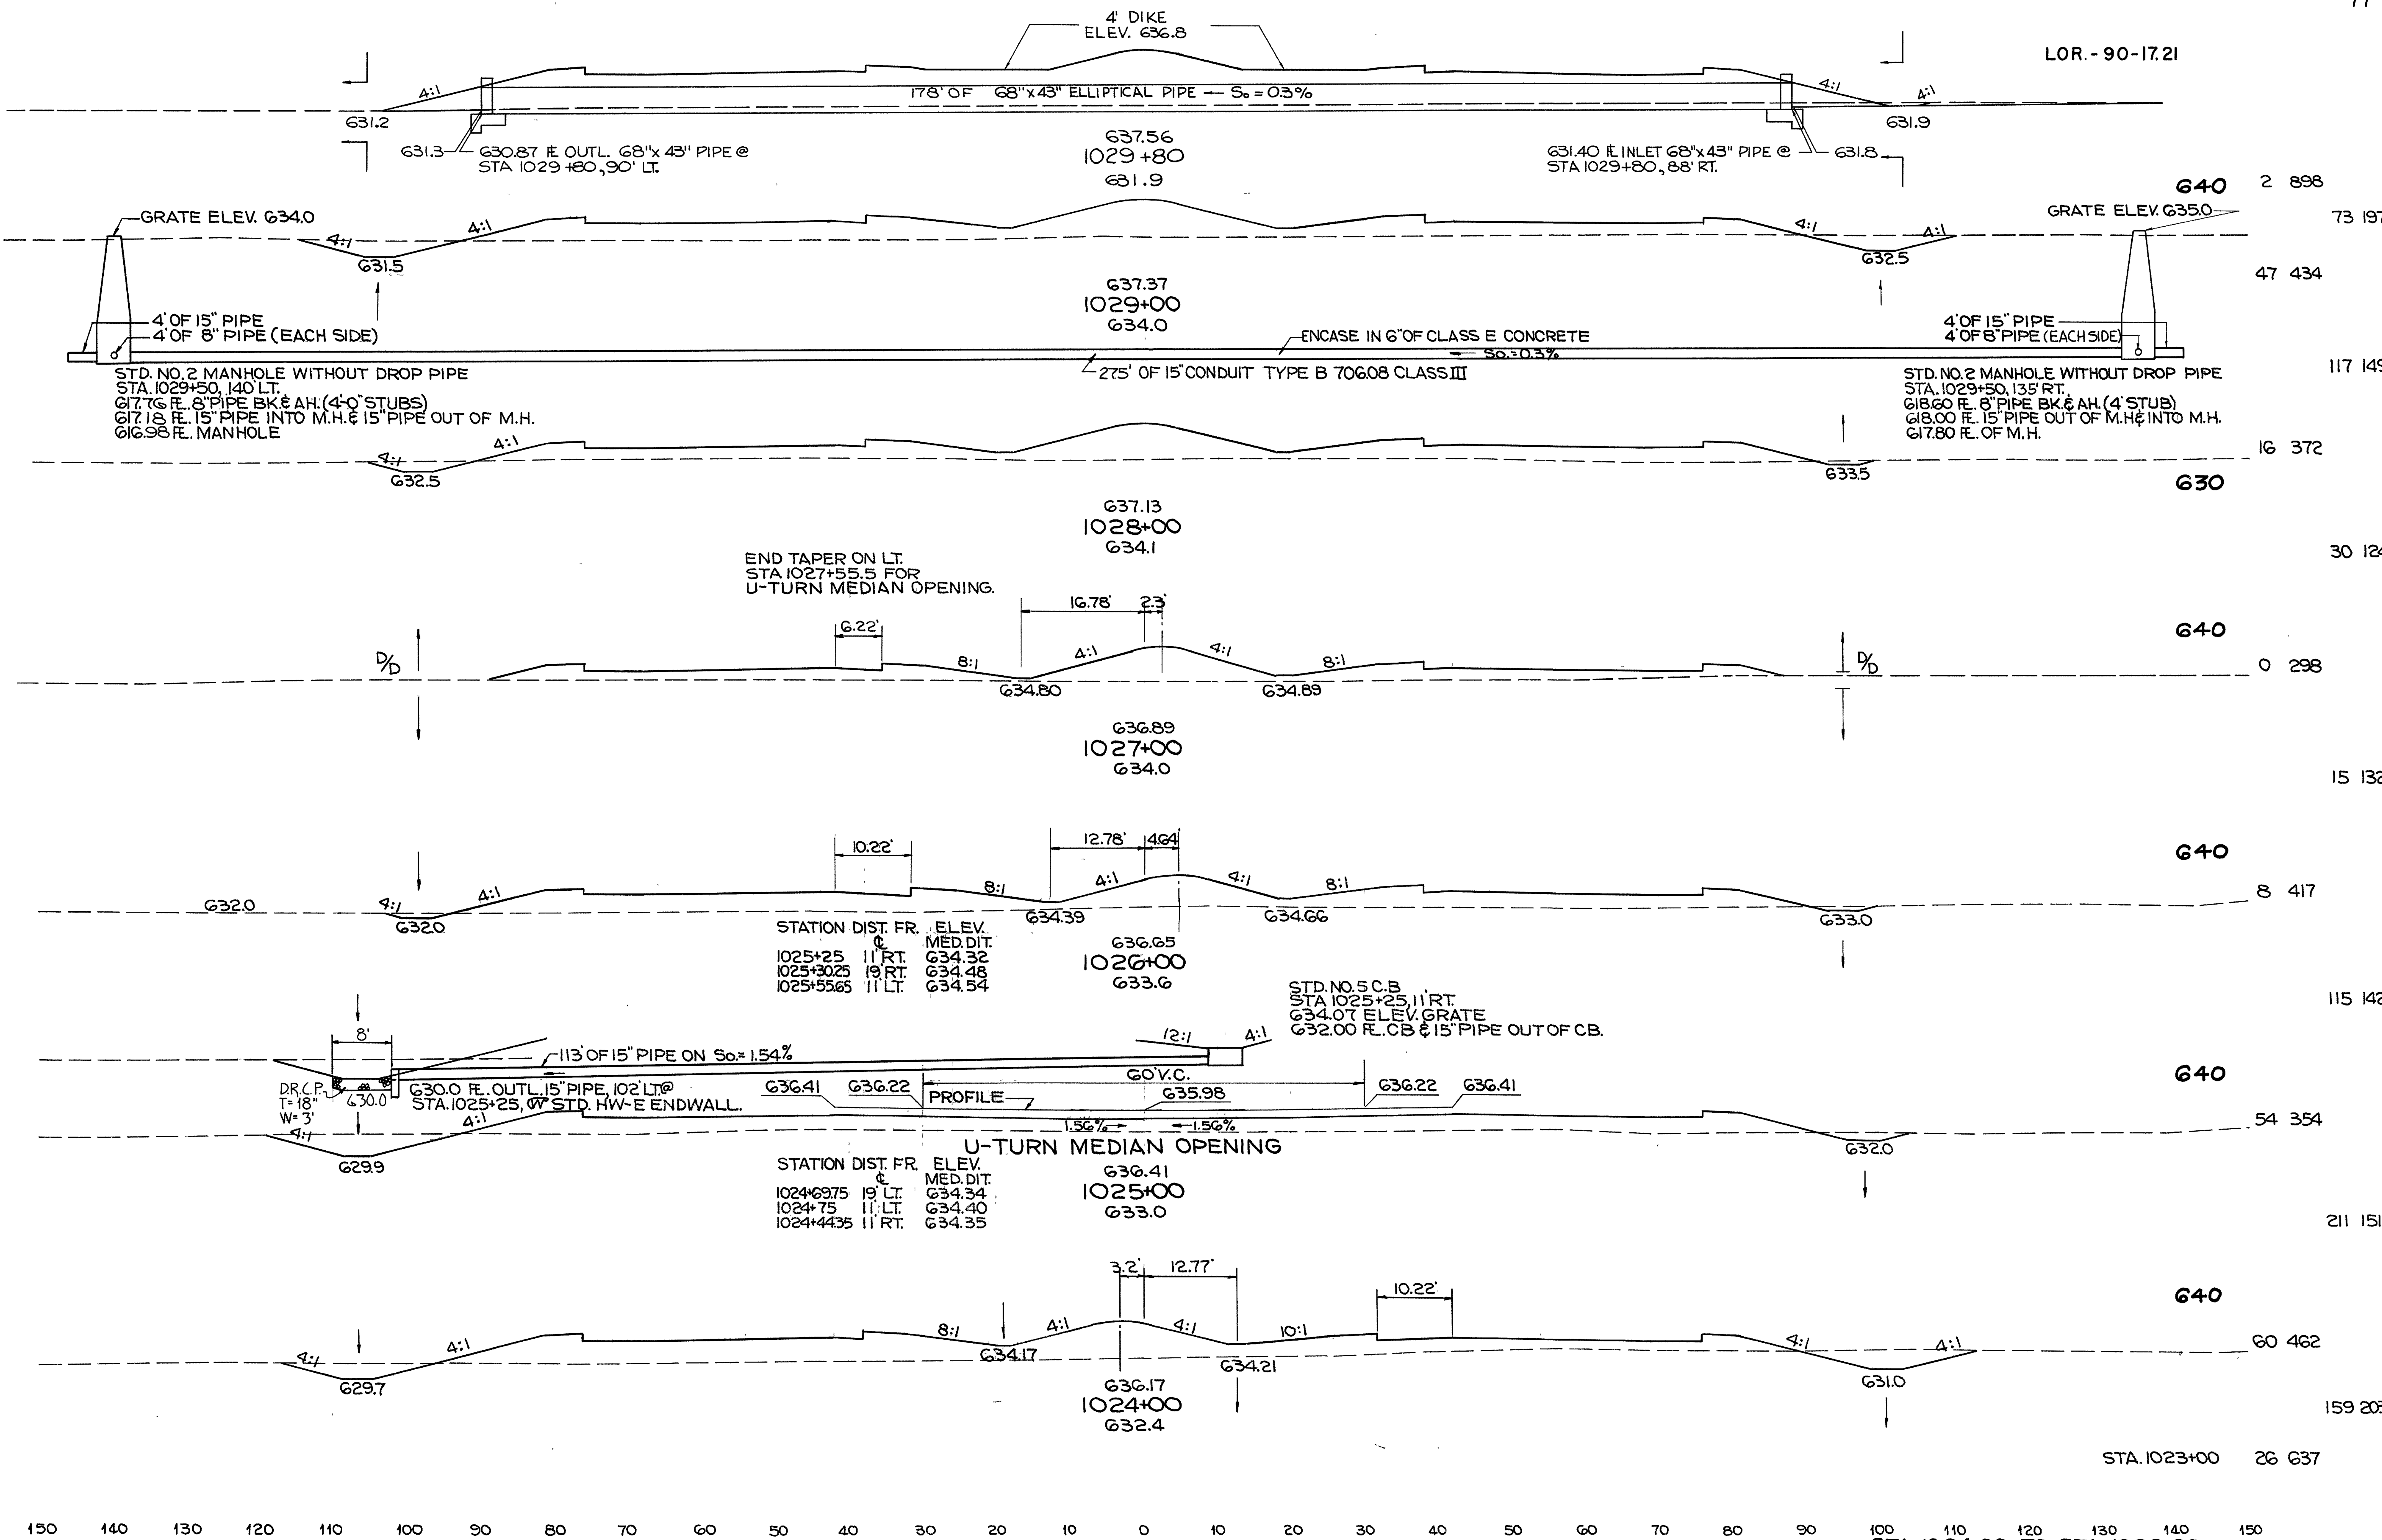 4' DIKE
ELEV. 636.8
LOR.-90-17.21
4:1
178' OF 68"x43" ELLIPTICAL PIPE ← So = 0.3%
4:1
4:1
631.2
631.9
631.3
630.87 ℄ OUTL. 68"x 43" PIPE @
STA 1029+80, 90' LT.
637.56
1029+80
631.9
631.40 ℄ INLET 68"x43" PIPE @
STA 1029+80, 88' RT.
631.8
640 2 898
GRATE ELEV. 634.0
GRATE ELEV. 635.0
4:1
4:1
4:1
4:1
631.5
632.5
47 434
637.37
1029+00
634.0
4' OF 15" PIPE
4' OF 8" PIPE (EACH SIDE)
ENCASE IN 6" OF CLASS E CONCRETE
So.=0.3%
275' OF 15" CONDUIT TYPE B 706.08 CLASS III
4' OF 15" PIPE
4' OF 8" PIPE (EACH SIDE)
STD. NO. 2 MANHOLE WITHOUT DROP PIPE
STA. 1029+50, 140' LT.
617.76 ℄. 8" PIPE BK. & AH. (4'-0" STUBS)
617.18 ℄. 15" PIPE INTO M.H. & 15" PIPE OUT OF M.H.
616.98 ℄. MANHOLE
STD. NO. 2 MANHOLE WITHOUT DROP PIPE
STA. 1029+50, 135' RT.
618.60 ℄. 8" PIPE BK. & AH. (4' STUB)
618.00 ℄. 15" PIPE OUT OF M.H. & INTO M.H.
617.80 ℄. OF M.H.
4:1
4:1
16 372
632.5
633.5
630
637.13
1028+00
634.1
END TAPER ON LT.
STA 1027+55.5 FOR
U-TURN MEDIAN OPENING.
16.78' 2.3'
6.22'
640
D/D
8:1
4:1
4:1
8:1
D/D
0 298
634.80
634.89
636.89
1027+00
634.0
12.78' 4.64'
10.22'
640
632.0
4:1
4:1
8:1
4:1
4:1
8:1
8 417
632.0
634.39
634.66
633.0
STATION DIST. FR. ELEV.
℄ MED. DIT.
1025+25 11' RT. 634.32
1025+30.25 19' RT. 634.48
1025+55.65 11' LT. 634.54
636.65
1026+00
633.6
STD. NO. 5 C.B
STA 1025+25, 11' RT.
634.07 ELEV. GRATE
632.00 ℄. CB & 15" PIPE OUT OF CB.
8'
12:1
4:1
113' OF 15" PIPE ON So.= 1.54%
D.R.C.P.
T= 18"
W= 3'
630.0
630.0 ℄. OUTL. 15" PIPE, 102' LT. @
STA. 1025+25, W STD. HW-E ENDWALL.
60' V.C.
636.41 636.22 PROFILE 635.98 636.22 636.41
640
4:1
4:1
1.56%
1.56%
54 354
U-TURN MEDIAN OPENING
629.9
632.0
STATION DIST. FR. ELEV.
℄ MED. DIT.
1024+69.75 19' LT. 634.34
1024+75 11' LT. 634.40
1024+44.35 11' RT. 634.35
636.41
1025+00
633.0
3.2' 12.77'
10.22'
640
4:1
4:1
8:1
4:1
4:1
10:1
4:1
4:1
60 462
629.7
634.17
634.21
631.0
636.17
1024+00
632.4
STA. 1023+00 26 637
150 140 130 120 110 100 90 80 70 60 50 40 30 20 10 0 10 20 30 40 50 60 70 80 90 100 110 120 130 140 150